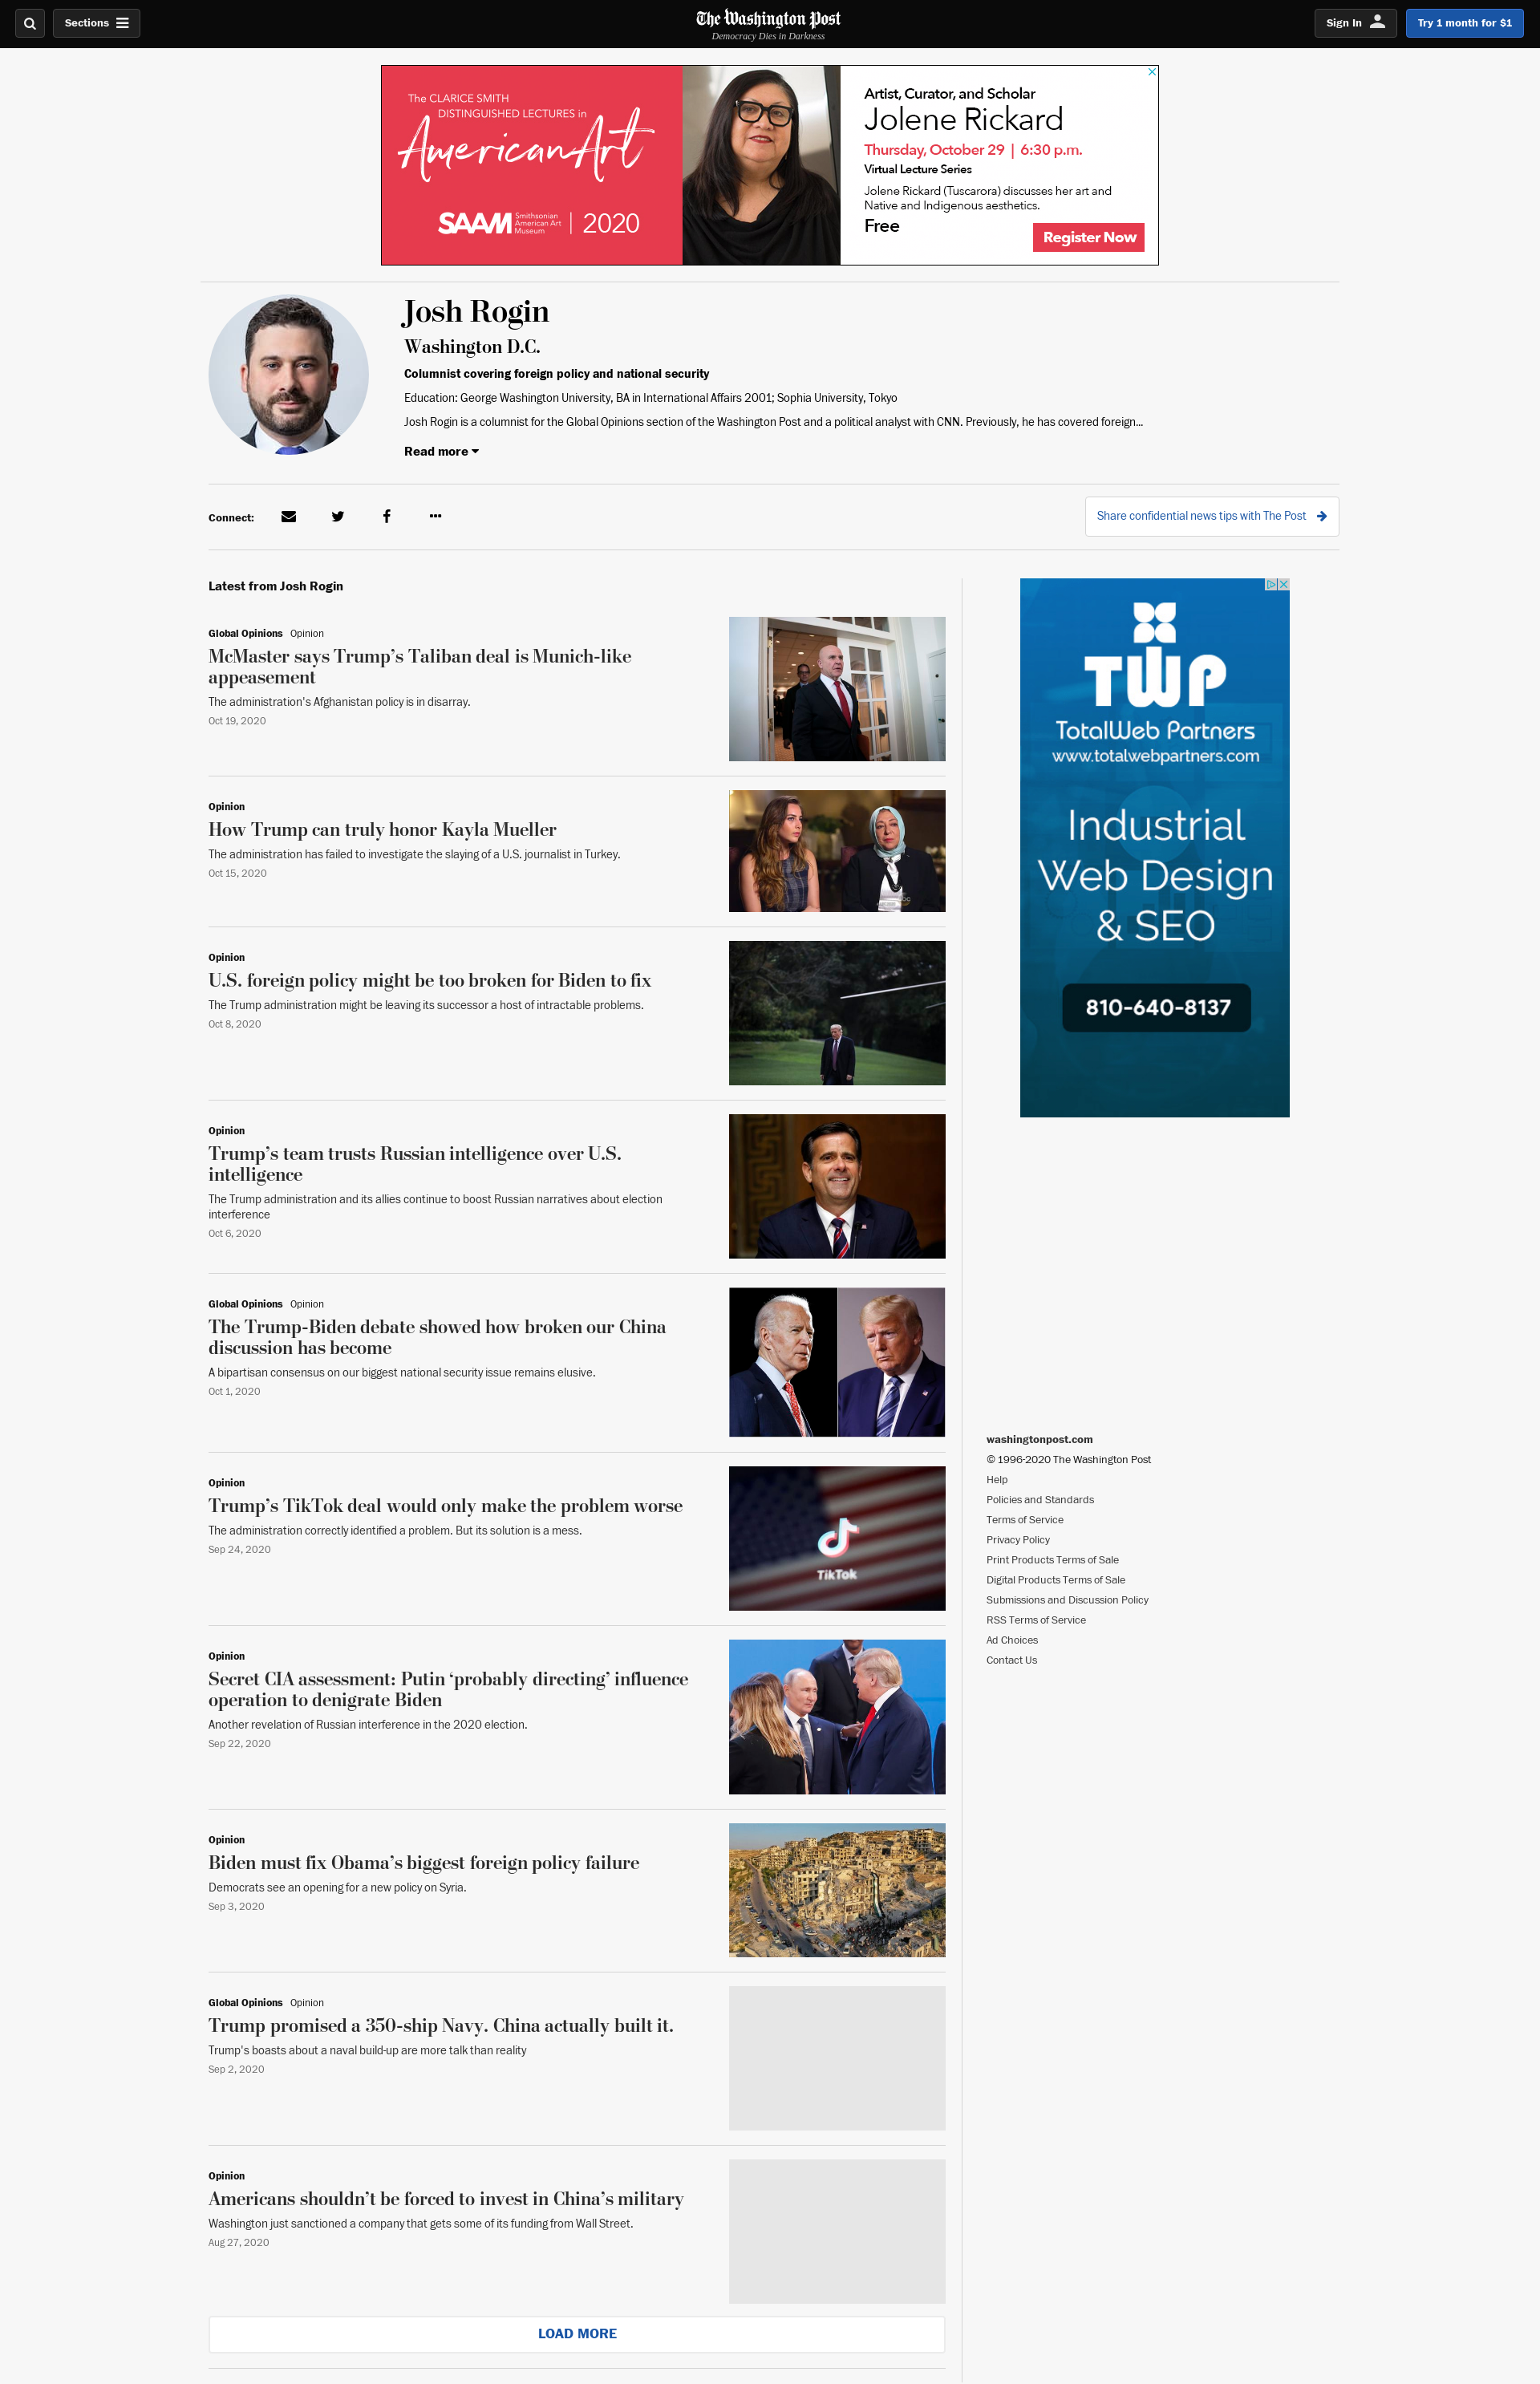 Sections
The Washington Post
Democracy Dies in Darkness
Sign In
Try 1 month for $1
The CLARICE SMITH
DISTINGUISHED LECTURES in
American Art
SAAM Smithsonian American Art Museum | 2020
Artist, Curator, and Scholar
Jolene Rickard
Thursday, October 29 | 6:30 p.m.
Virtual Lecture Series
Jolene Rickard (Tuscarora) discusses her art and
Native and Indigenous aesthetics.
Free
Register Now
Josh Rogin
Washington D.C.
Columnist covering foreign policy and national security
Education: George Washington University, BA in International Affairs 2001; Sophia University, Tokyo
Josh Rogin is a columnist for the Global Opinions section of the Washington Post and a political analyst with CNN. Previously, he has covered foreign...
Read more
Connect:
Share confidential news tips with The Post
Latest from Josh Rogin
Global Opinions Opinion
McMaster says Trump’s Taliban deal is Munich-like
appeasement
The administration's Afghanistan policy is in disarray.
Oct 19, 2020
Opinion
How Trump can truly honor Kayla Mueller
The administration has failed to investigate the slaying of a U.S. journalist in Turkey.
Oct 15, 2020
Opinion
U.S. foreign policy might be too broken for Biden to fix
The Trump administration might be leaving its successor a host of intractable problems.
Oct 8, 2020
Opinion
Trump’s team trusts Russian intelligence over U.S.
intelligence
The Trump administration and its allies continue to boost Russian narratives about election
interference
Oct 6, 2020
Global Opinions Opinion
The Trump-Biden debate showed how broken our China
discussion has become
A bipartisan consensus on our biggest national security issue remains elusive.
Oct 1, 2020
Opinion
Trump’s TikTok deal would only make the problem worse
The administration correctly identified a problem. But its solution is a mess.
Sep 24, 2020
TikTok
Opinion
Secret CIA assessment: Putin ‘probably directing’ influence
operation to denigrate Biden
Another revelation of Russian interference in the 2020 election.
Sep 22, 2020
Opinion
Biden must fix Obama’s biggest foreign policy failure
Democrats see an opening for a new policy on Syria.
Sep 3, 2020
Global Opinions Opinion
Trump promised a 350-ship Navy. China actually built it.
Trump's boasts about a naval build-up are more talk than reality
Sep 2, 2020
Opinion
Americans shouldn’t be forced to invest in China’s military
Washington just sanctioned a company that gets some of its funding from Wall Street.
Aug 27, 2020
LOAD MORE
TWP
TotalWeb Partners
www.totalwebpartners.com
Industrial
Web Design
& SEO
810-640-8137
washingtonpost.com
© 1996-2020 The Washington Post
Help
Policies and Standards
Terms of Service
Privacy Policy
Print Products Terms of Sale
Digital Products Terms of Sale
Submissions and Discussion Policy
RSS Terms of Service
Ad Choices
Contact Us